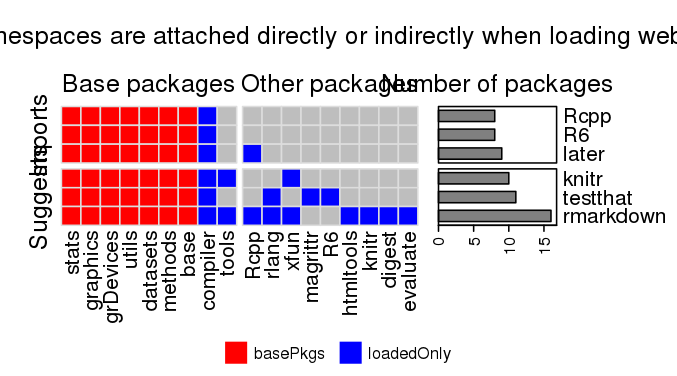 nespaces are attached directly or indirectly when loading web
Base packages Other packages Number of packages
Imports
Suggests
Rcpp
R6
later
knitr
testthat
rmarkdown
stats
graphics
grDevices
utils
datasets
methods
base
compiler
tools
Rcpp
rlang
xfun
magrittr
R6
htmltools
knitr
digest
evaluate
0
5
10
15
basePkgs loadedOnly